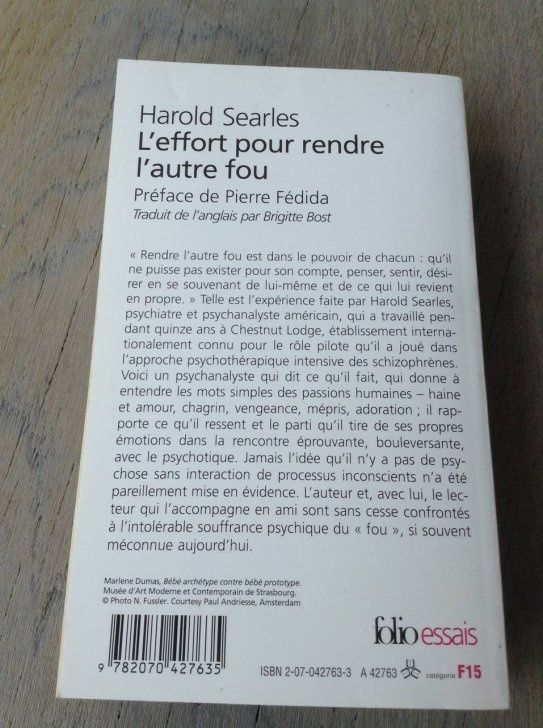 Harold Searles
L'effort pour rendre
l'autre fou
Préface de Pierre Fédida
Traduit de l'anglais par Brigitte Bost
« Rendre l'autre fou est dans le pouvoir de chacun : qu'il
ne puisse pas exister pour son compte, penser, sentir, dési-
rer en se souvenant de lui-même et de ce qui lui revient
en propre. » Telle est l'expérience faite par Harold Searles,
psychiatre et psychanalyste américain, qui a travaillé pen-
dant quinze ans à Chestnut Lodge, établissement interna-
tionalement connu pour le rôle pilote qu'il a joué dans
l'approche psychothérapique intensive des schizophrènes.
Voici un psychanalyste qui dit ce qu'il fait, qui donne à
entendre les mots simples des passions humaines – haine
et amour, chagrin, vengeance, mépris, adoration ; il rap-
porte ce qu'il ressent et le parti qu'il tire de ses propres
émotions dans la rencontre éprouvante, bouleversante,
avec le psychotique. Jamais l'idée qu'il n'y a pas de psy-
chose sans interaction de processus inconscients n'a été
pareillement mise en évidence. L'auteur et, avec lui, le lec-
teur qui l'accompagne en ami sont sans cesse confrontés
à l'intolérable souffrance psychique du « fou », si souvent
méconnue aujourd'hui.
Marlene Dumas, Bébé archétype contre bébé prototype.
Musée d'Art Moderne et Contemporain de Strasbourg.
© Photo N. Fussler. Courtesy Paul Andriesse, Amsterdam
folio essais
9 782070 427635
ISBN 2-07-042763-3 A 42763 catégorie F15